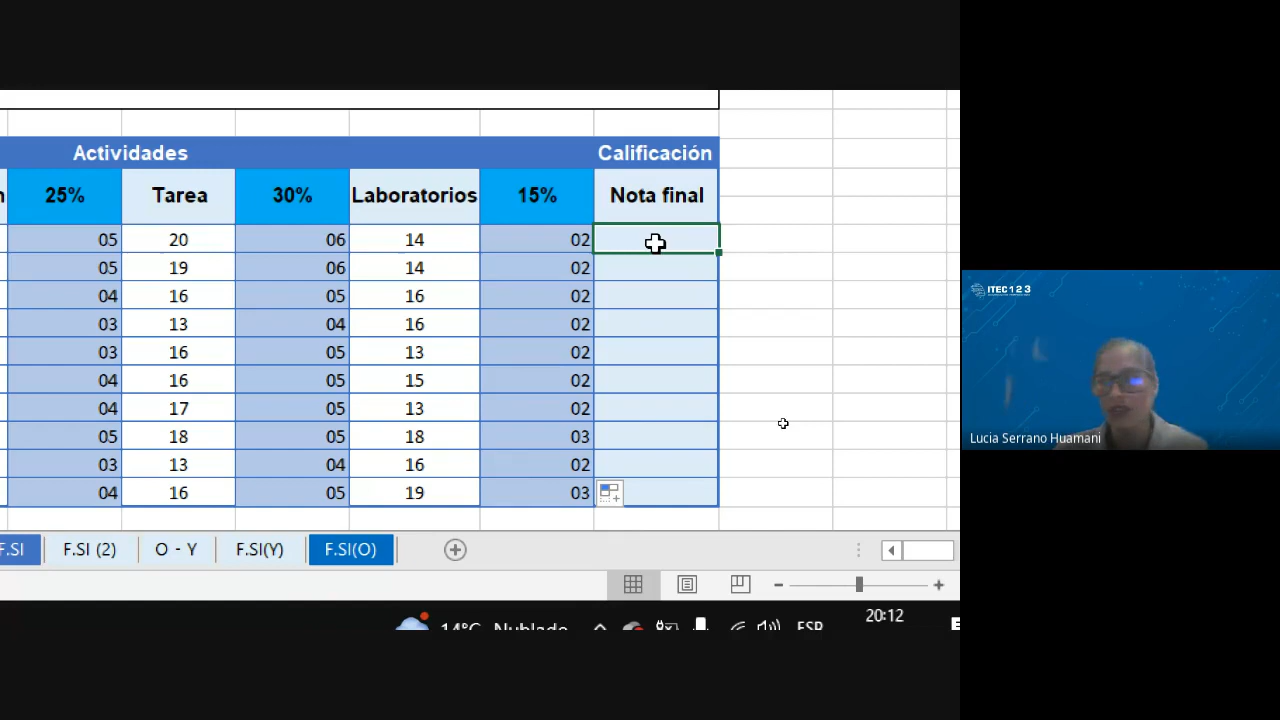 Actividades Calificación
25% Tarea 30% Laboratorios 15% Nota final
05 20 06 14 02
05 19 06 14 02
04 16 05 16 02
03 13 04 16 02
03 16 05 13 02
04 16 05 15 02
04 17 05 13 02
05 18 05 18 03
03 13 04 16 02
04 16 05 19 03
F.SI F.SI (2) O - Y F.SI(Y) F.SI(O)
14°C Nublado ESP 20:12
ITEC 1 2 3
Lucia Serrano Huamani